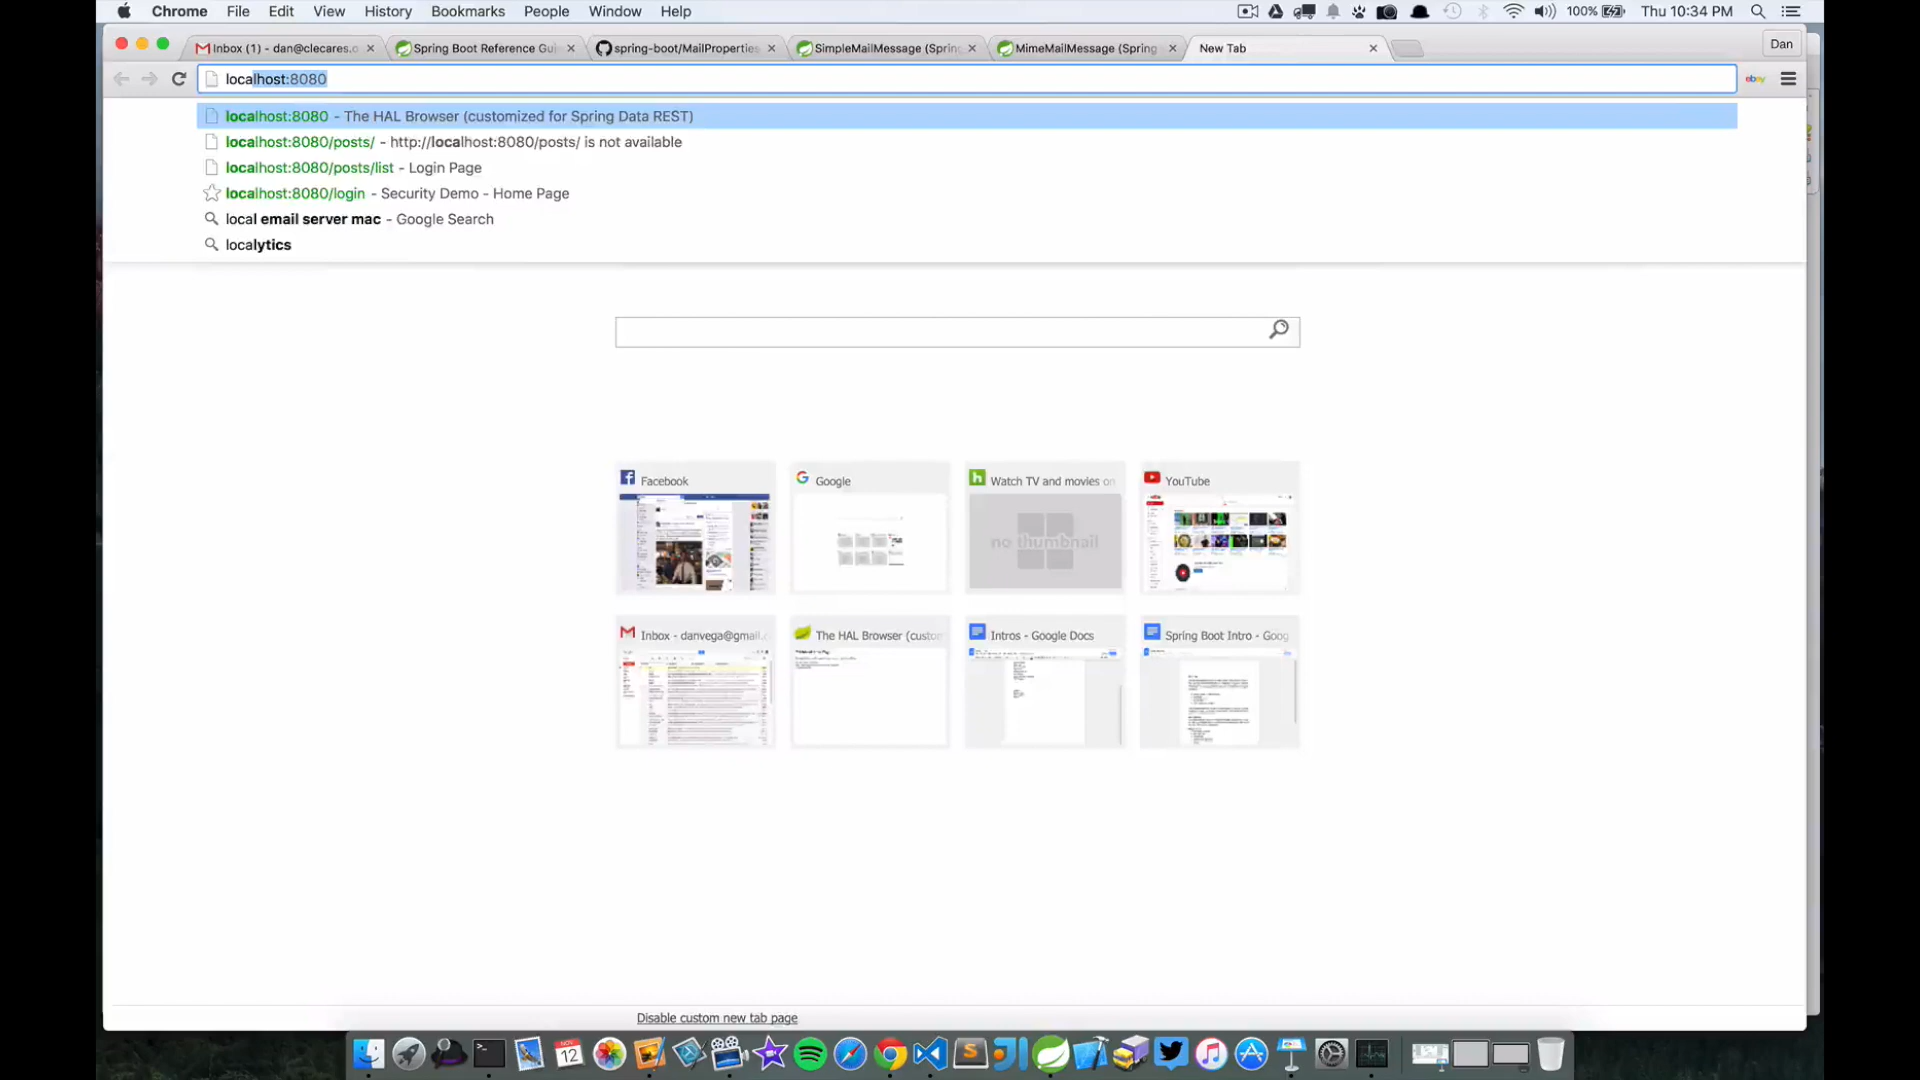 Chrome File Edit View History Bookmarks People Window Help 100% Thu 10:34 PM
Inbox (1) - dan@clecares.o Spring Boot Reference Gui spring-boot/MailProperties SimpleMailMessage (Spring MimeMailMessage (Spring New Tab Dan
localhost:8080 ebay
localhost:8080 - The HAL Browser (customized for Spring Data REST)
localhost:8080/posts/ - http://localhost:8080/posts/ is not available
localhost:8080/posts/list - Login Page
localhost:8080/login - Security Demo - Home Page
local email server mac - Google Search
localytics
Facebook Google Watch TV and movies on YouTube
no thumbnail
Inbox - danvega@gmail.c The HAL Browser (custom Intros - Google Docs Spring Boot Intro - Goog
Disable custom new tab page
NOV
12